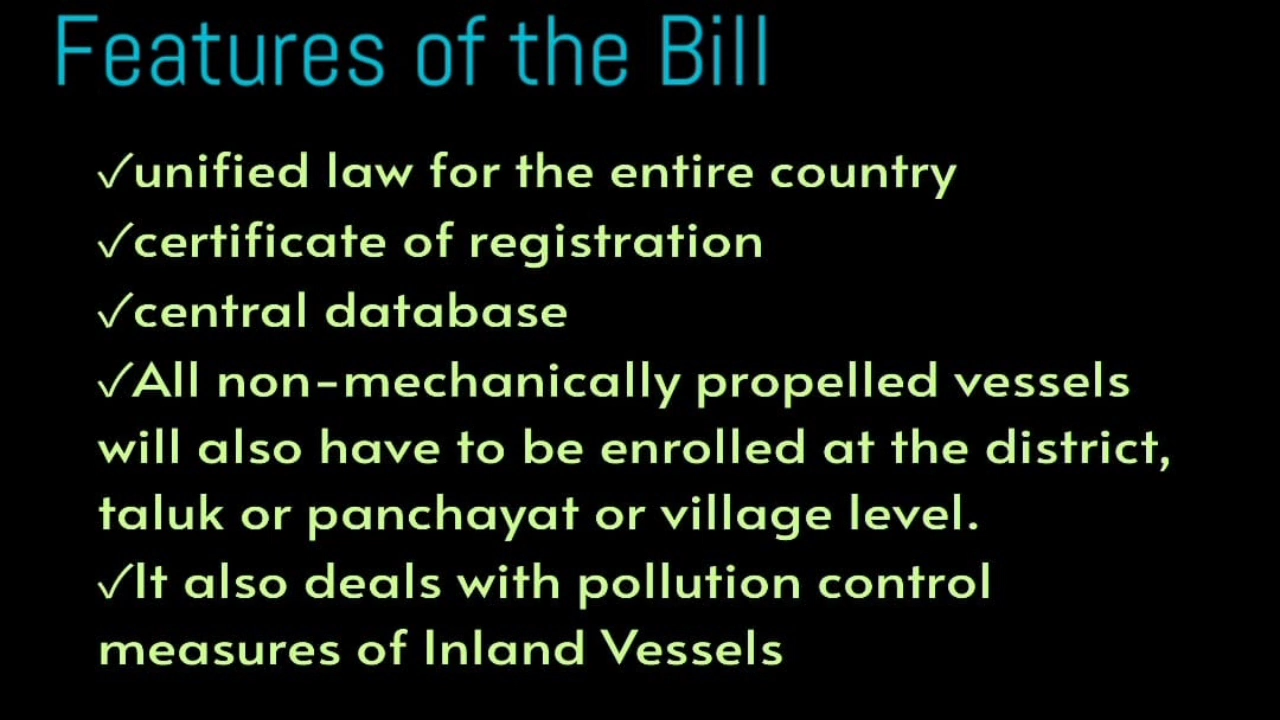 Features of the Bill
✓unified law for the entire country
✓certificate of registration
✓central database
✓All non-mechanically propelled vessels
will also have to be enrolled at the district,
taluk or panchayat or village level.
✓It also deals with pollution control
measures of Inland Vessels